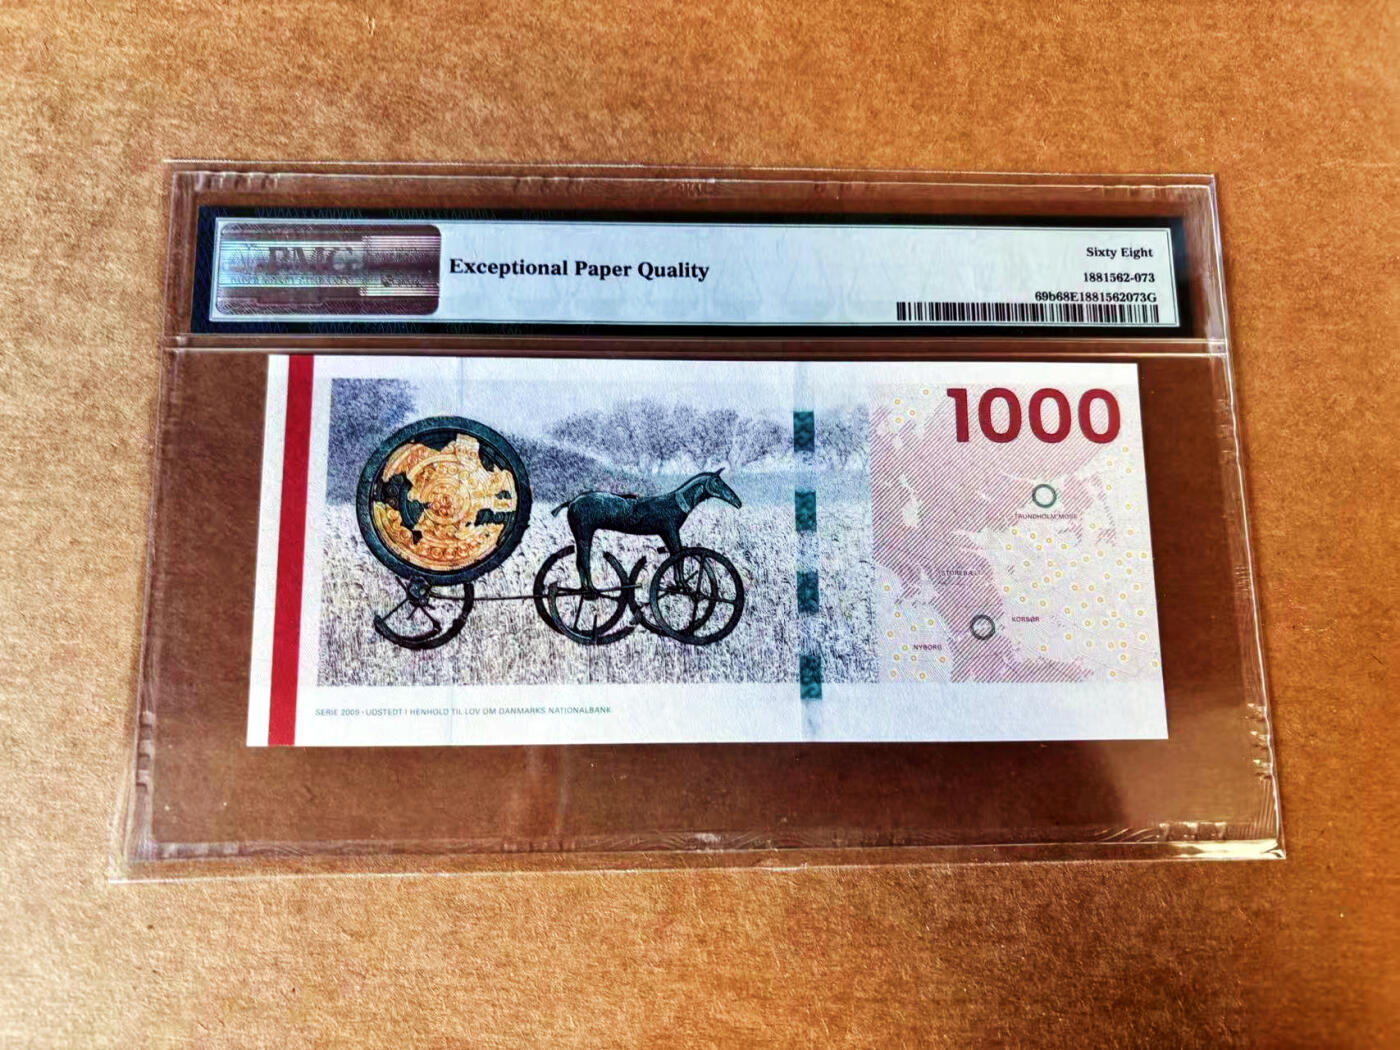 PMG
Exceptional Paper Quality
Sixty Eight
1881562-073
69b68E1881562073G
1000
TRUNDHOLM MOSE
STOREBÆLT
KORSØR
NYBORG
SERIE 2009 · UDSTEDT I HENHOLD TIL LOV OM DANMARKS NATIONALBANK